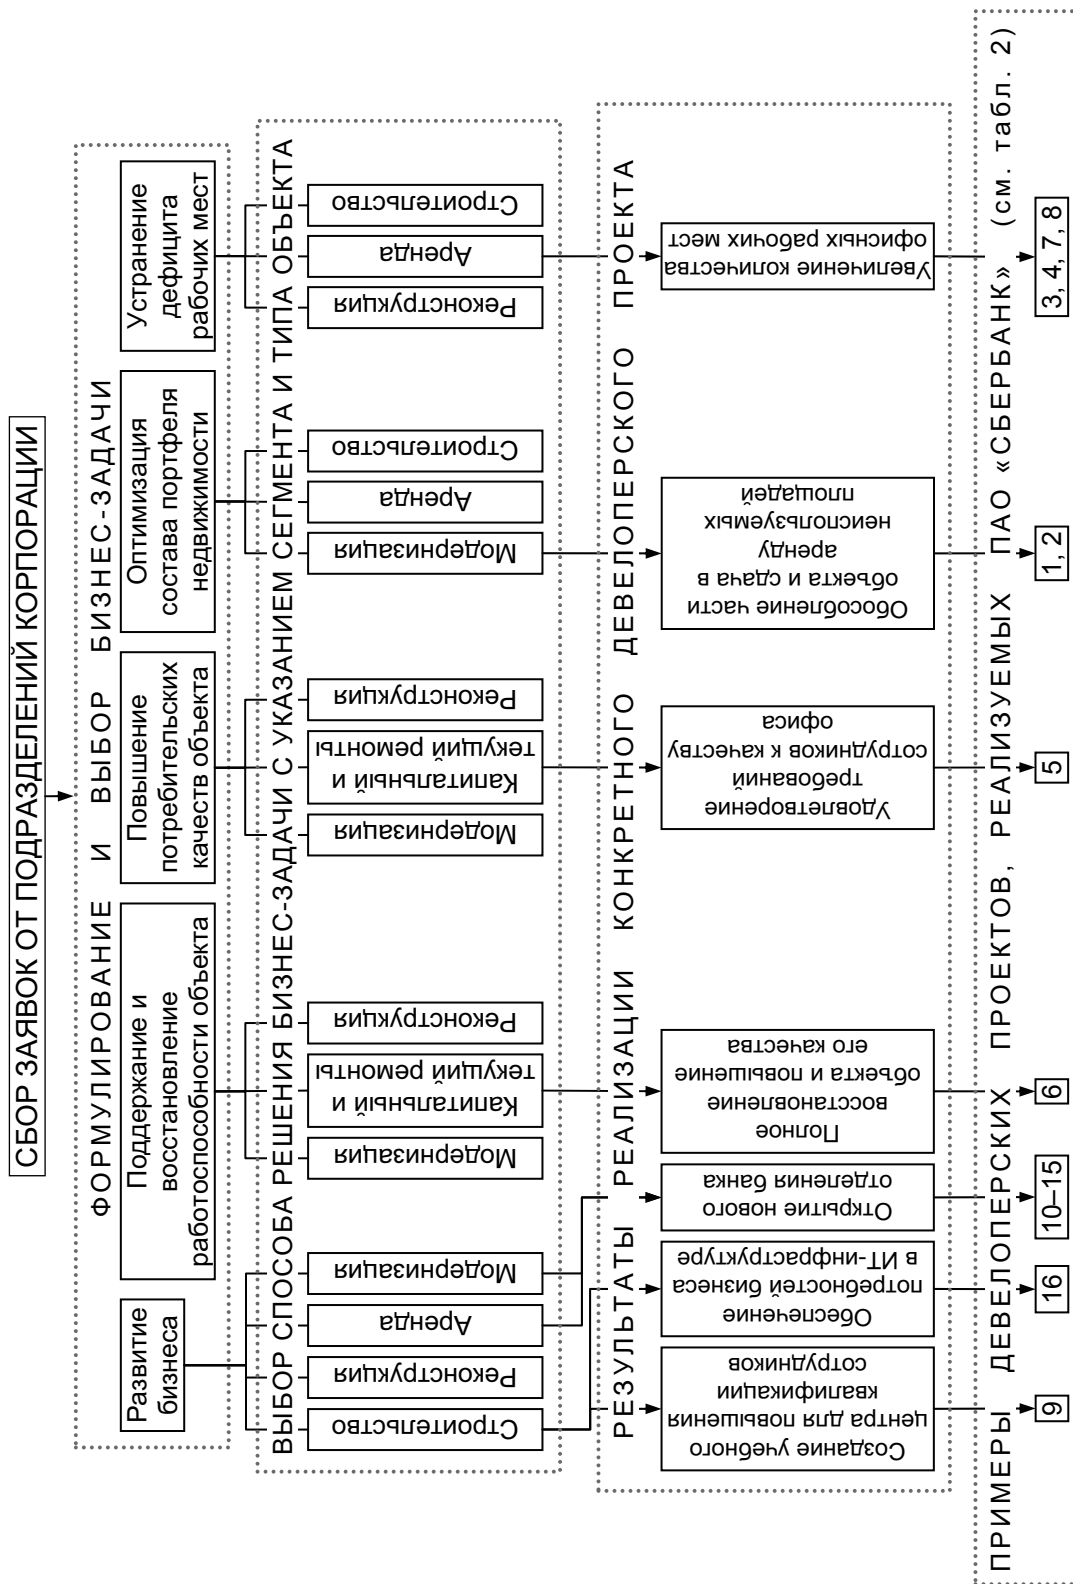 СБОР ЗАЯВОК ОТ ПОДРАЗДЕЛЕНИЙ КОРПОРАЦИИ
ФОРМУЛИРОВАНИЕ И ВЫБОР БИЗНЕС-ЗАДАЧИ
Развитие
бизнеса
Поддержание и
восстановление
работоспособности объекта
Повышение
потребительских
качеств объекта
Оптимизация
состава портфеля
недвижимости
Устранение
дефицита
рабочих мест
ВЫБОР СПОСОБА РЕШЕНИЯ БИЗНЕС-ЗАДАЧИ С УКАЗАНИЕМ СЕГМЕНТА И ТИПА ОБЪЕКТА
Строительство
Реконструкция
Аренда
Модернизация
Модернизация
Капитальный и
текущий ремонты
Реконструкция
Модернизация
Капитальный и
текущий ремонты
Реконструкция
Модернизация
Аренда
Строительство
Реконструкция
Аренда
Строительство
РЕЗУЛЬТАТЫ РЕАЛИЗАЦИИ КОНКРЕТНОГО ДЕВЕЛОПЕРСКОГО ПРОЕКТА
Создание учебного
центра для повышения
квалификации
сотрудников
Обеспечение
потребностей бизнеса
в ИТ-инфраструктуре
Открытие нового
отделения банка
Полное
восстановление
объекта и повышение
его качества
Удовлетворение
требований
сотрудников к качеству
офиса
Обособление части
объекта и сдача в
аренду
неиспользуемых
площадей
Увеличение количества
офисных рабочих мест
ПРИМЕРЫ ДЕВЕЛОПЕРСКИХ ПРОЕКТОВ, РЕАЛИЗУЕМЫХ ПАО «СБЕРБАНК» (см. табл. 2)
9
16
10–15
6
5
1, 2
3, 4, 7, 8